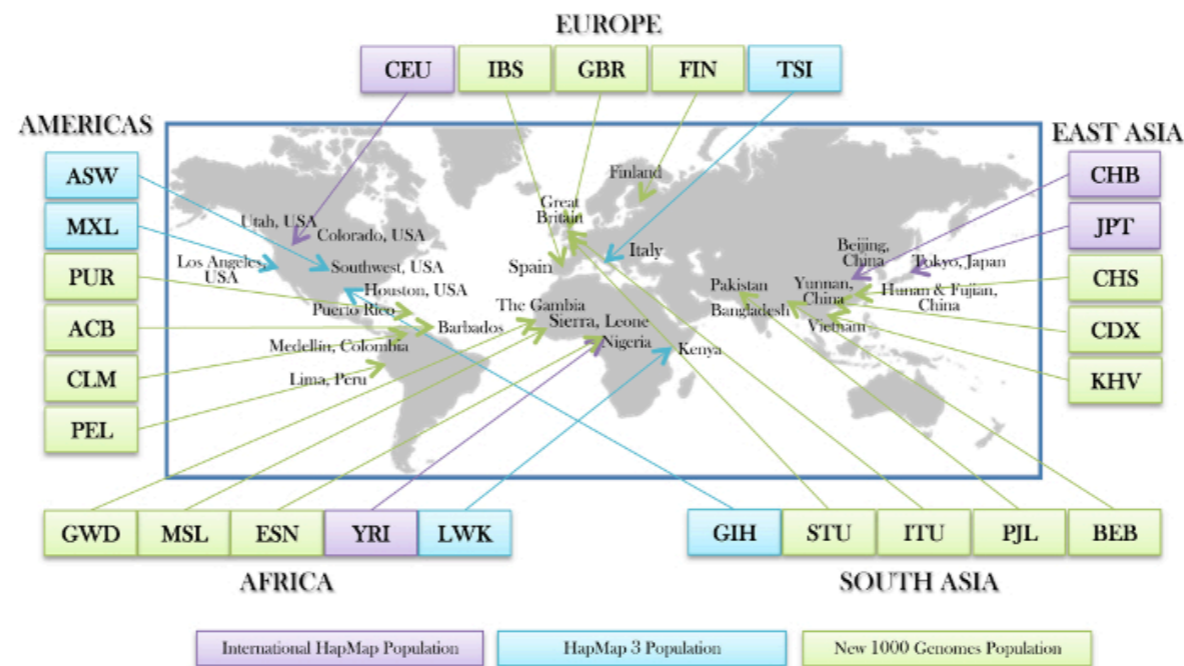 EUROPE
CEU IBS GBR FIN TSI
AMERICAS
ASW
MXL
PUR
ACB
CLM
PEL
EAST ASIA
CHB
JPT
CHS
CDX
KHV
Finland
Great
Britain
Utah, USA
Colorado, USA
Italy
Beijing,
China
Los Angeles,
USA
Southwest, USA
Spain
Tokyo, Japan
Houston, USA
Pakistan
Yunnan,
China
Hunan & Fujian,
China
Puerto Rico
The Gambia
Bangladesh
Barbados
Sierra, Leone
Vietnam
Medellín, Colombia
Nigeria
Kenya
Lima, Peru
GWD MSL ESN YRI LWK
GIH STU ITU PJL BEB
AFRICA
SOUTH ASIA
International HapMap Population
HapMap 3 Population
New 1000 Genomes Population